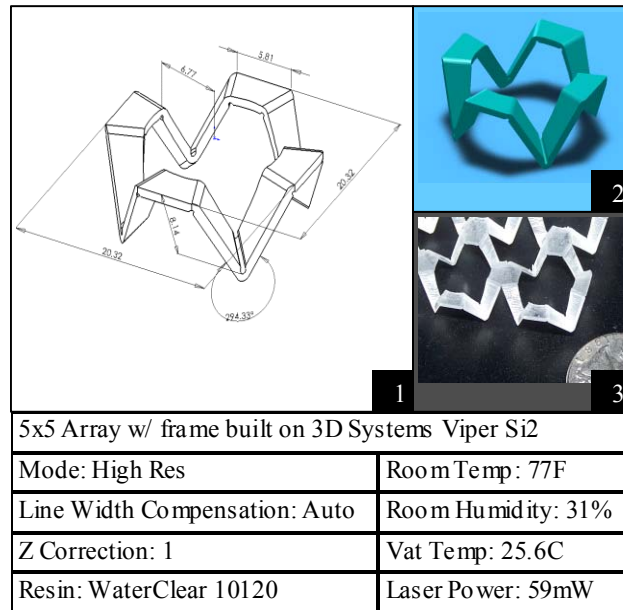 6.77
5.81
20.32
8.14
20.32
294.33°
1
2
3
5x5 Array w/ frame built on 3D Systems Viper Si2
Mode: High Res
Room Temp: 77F
Line Width Compensation: Auto
Room Humidity: 31%
Z Correction: 1
Vat Temp: 25.6C
Resin: WaterClear 10120
Laser Power: 59mW